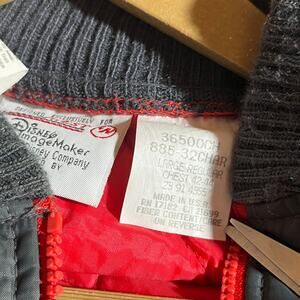 DESIGNED EXCLUSIVELY
FOR
Disney
ImageMaker
Disney Company
BY
36500CH
885-32CHAR
LARGE REGULAR
CHEST 42-44
MADE IN U.S.A.
FIBER CONTENT
ON REVERSE